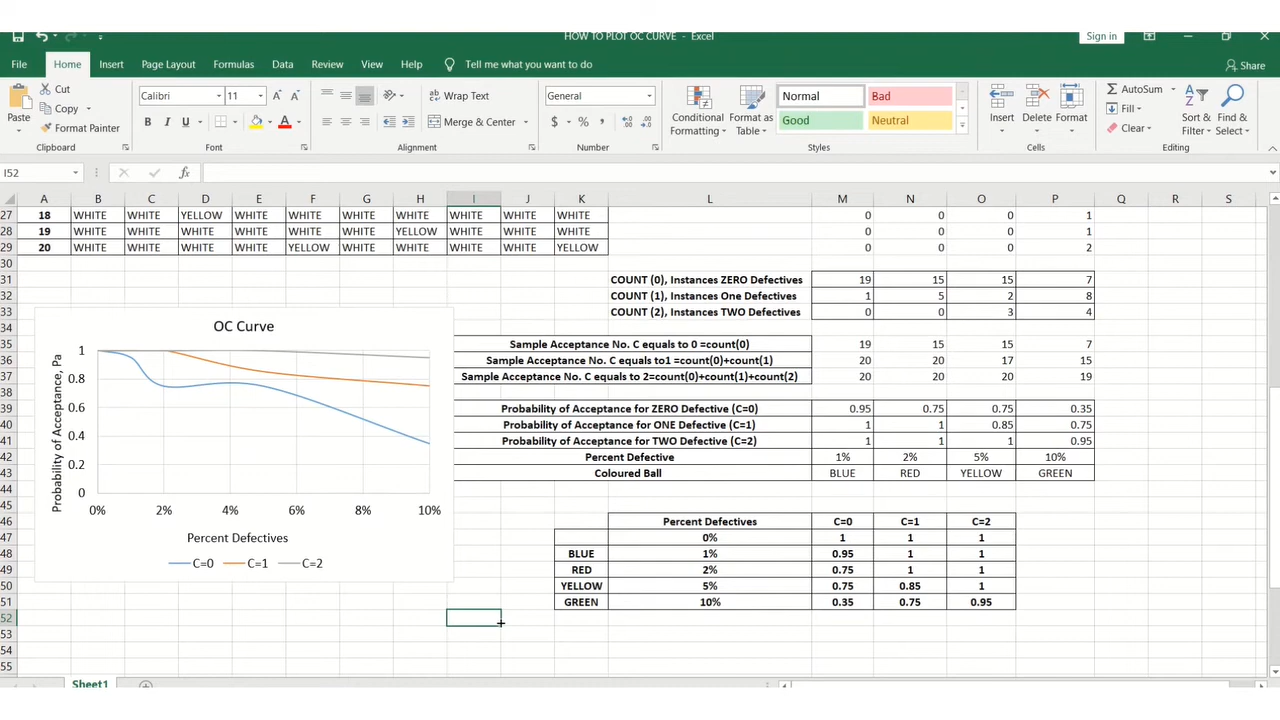 HOW TO PLOT OC CURVE - Excel
Sign in
File Home Insert Page Layout Formulas Data Review View Help Tell me what you want to do Share
Paste Cut Copy Format Painter Clipboard
Calibri 11 B I U A A A Font
Wrap Text Merge & Center Alignment
General $ % , Number
Conditional Formatting Format as Table Normal Bad Good Neutral Styles
Insert Delete Format Cells
AutoSum Fill Clear Sort & Filter Find & Select Editing
I52 fx
A B C D E F G H I J K L M N O P Q R S
27 18 WHITE WHITE YELLOW WHITE WHITE WHITE WHITE WHITE WHITE WHITE 0 0 0 1
28 19 WHITE WHITE WHITE WHITE WHITE WHITE YELLOW WHITE WHITE WHITE 0 0 0 1
29 20 WHITE WHITE WHITE WHITE YELLOW WHITE WHITE WHITE WHITE YELLOW 0 0 0 2
30
31 COUNT (0), Instances ZERO Defectives 19 15 15 7
32 COUNT (1), Instances One Defectives 1 5 2 8
33 COUNT (2), Instances TWO Defectives 0 0 3 4
34
35 Sample Acceptance No. C equals to 0 =count(0) 19 15 15 7
36 Sample Acceptance No. C equals to1 =count(0)+count(1) 20 20 17 15
37 Sample Acceptance No. C equals to 2=count(0)+count(1)+count(2) 20 20 20 19
38
39 Probability of Acceptance for ZERO Defective (C=0) 0.95 0.75 0.75 0.35
40 Probability of Acceptance for ONE Defective (C=1) 1 1 0.85 0.75
41 Probability of Acceptance for TWO Defective (C=2) 1 1 1 0.95
42 Percent Defective 1% 2% 5% 10%
43 Coloured Ball BLUE RED YELLOW GREEN
44
45
46 Percent Defectives C=0 C=1 C=2
47 0% 1 1 1
48 BLUE 1% 0.95 1 1
49 RED 2% 0.75 1 1
50 YELLOW 5% 0.75 0.85 1
51 GREEN 10% 0.35 0.75 0.95
52
53
54
55
OC Curve
Probability of Acceptance, Pa
1
0.8
0.6
0.4
0.2
0
0% 2% 4% 6% 8% 10%
Percent Defectives
C=0 C=1 C=2
Sheet1